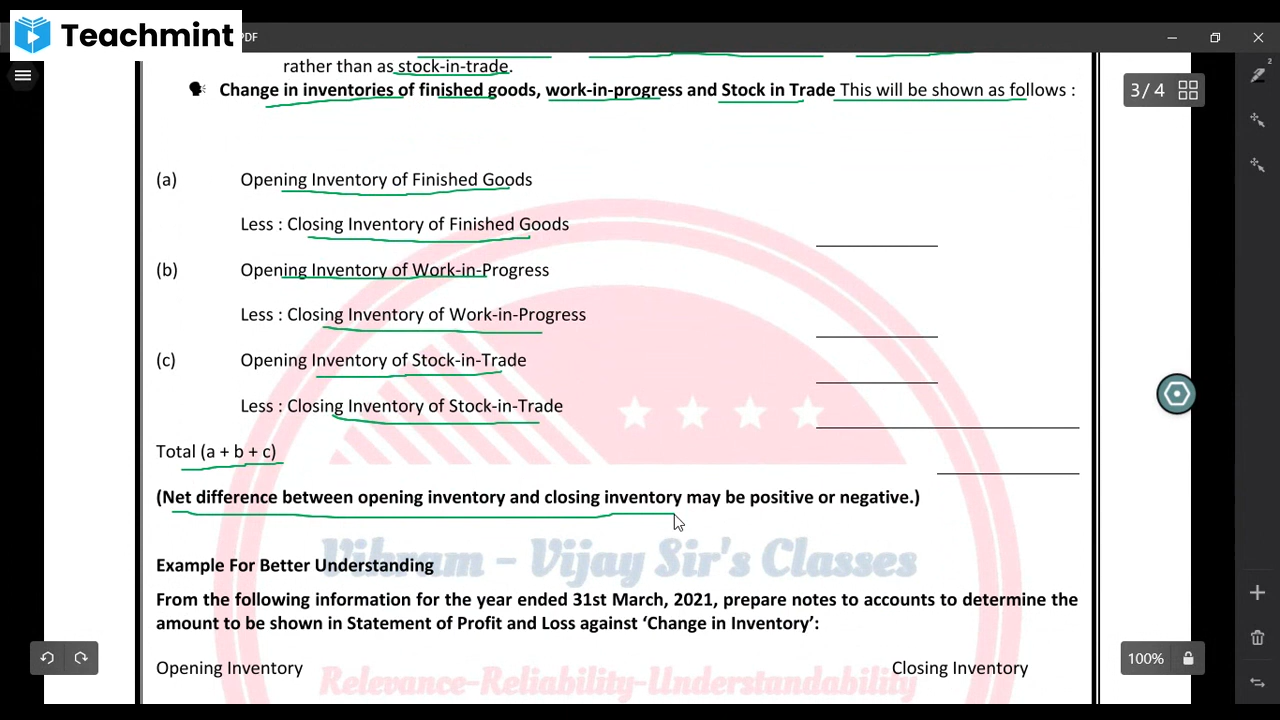 Teachmint
PDF
rather than as stock-in-trade.
Change in inventories of finished goods, work-in-progress and Stock in Trade This will be shown as follows :
3 / 4
2
(a) Opening Inventory of Finished Goods
Less : Closing Inventory of Finished Goods
(b) Opening Inventory of Work-in-Progress
Less : Closing Inventory of Work-in-Progress
(c) Opening Inventory of Stock-in-Trade
Less : Closing Inventory of Stock-in-Trade
Total (a + b + c)
(Net difference between opening inventory and closing inventory may be positive or negative.)
Vikram – Vijay Sir's Classes
Example For Better Understanding
From the following information for the year ended 31st March, 2021, prepare notes to accounts to determine the
amount to be shown in Statement of Profit and Loss against ‘Change in Inventory’:
Opening Inventory Closing Inventory
100%
Relevance-Reliability-Understandability